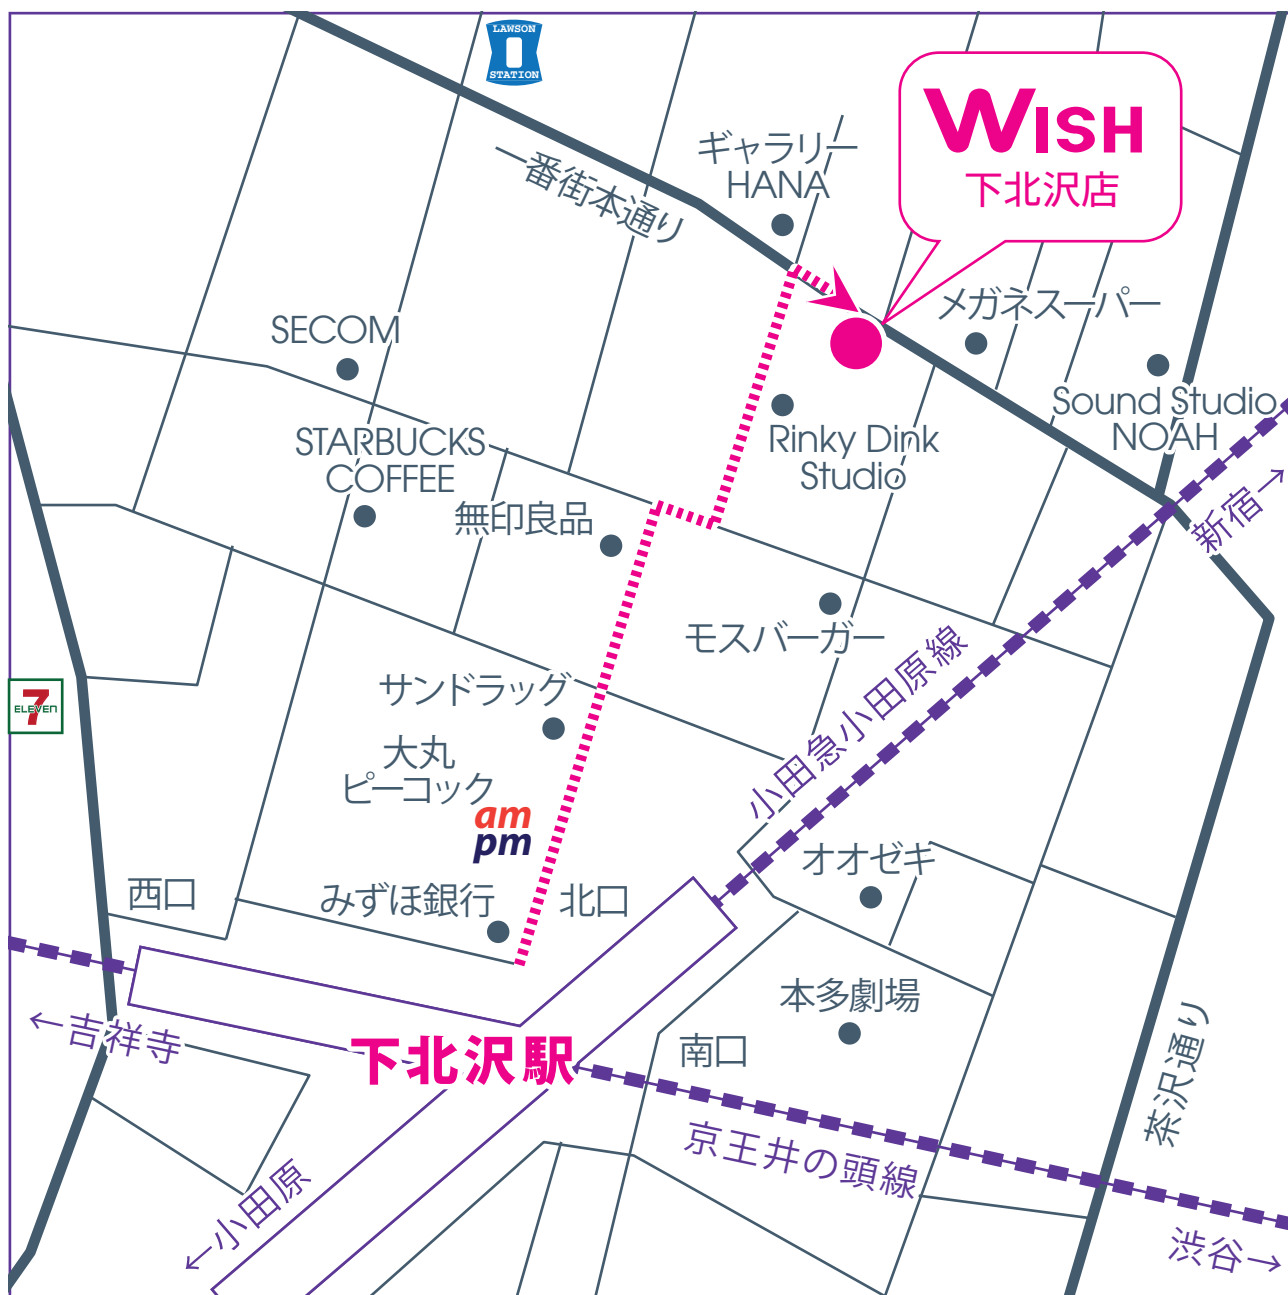 LAWSON
STATION
WISH
下北沢店
ギャラリー
HANA
一番街本通り
メガネスーパー
SECOM
Sound Studio
NOAH
STARBUCKS
COFFEE
Rinky Dink
Studio
無印良品
新宿→
モスバーガー
小田急小田原線
サンドラッグ
7
ELEVEN
大丸
ピーコック
am
pm
オオゼキ
西口
みずほ銀行
北口
本多劇場
←吉祥寺
下北沢駅
南口
茶沢通り
京王井の頭線
←小田原
渋谷→